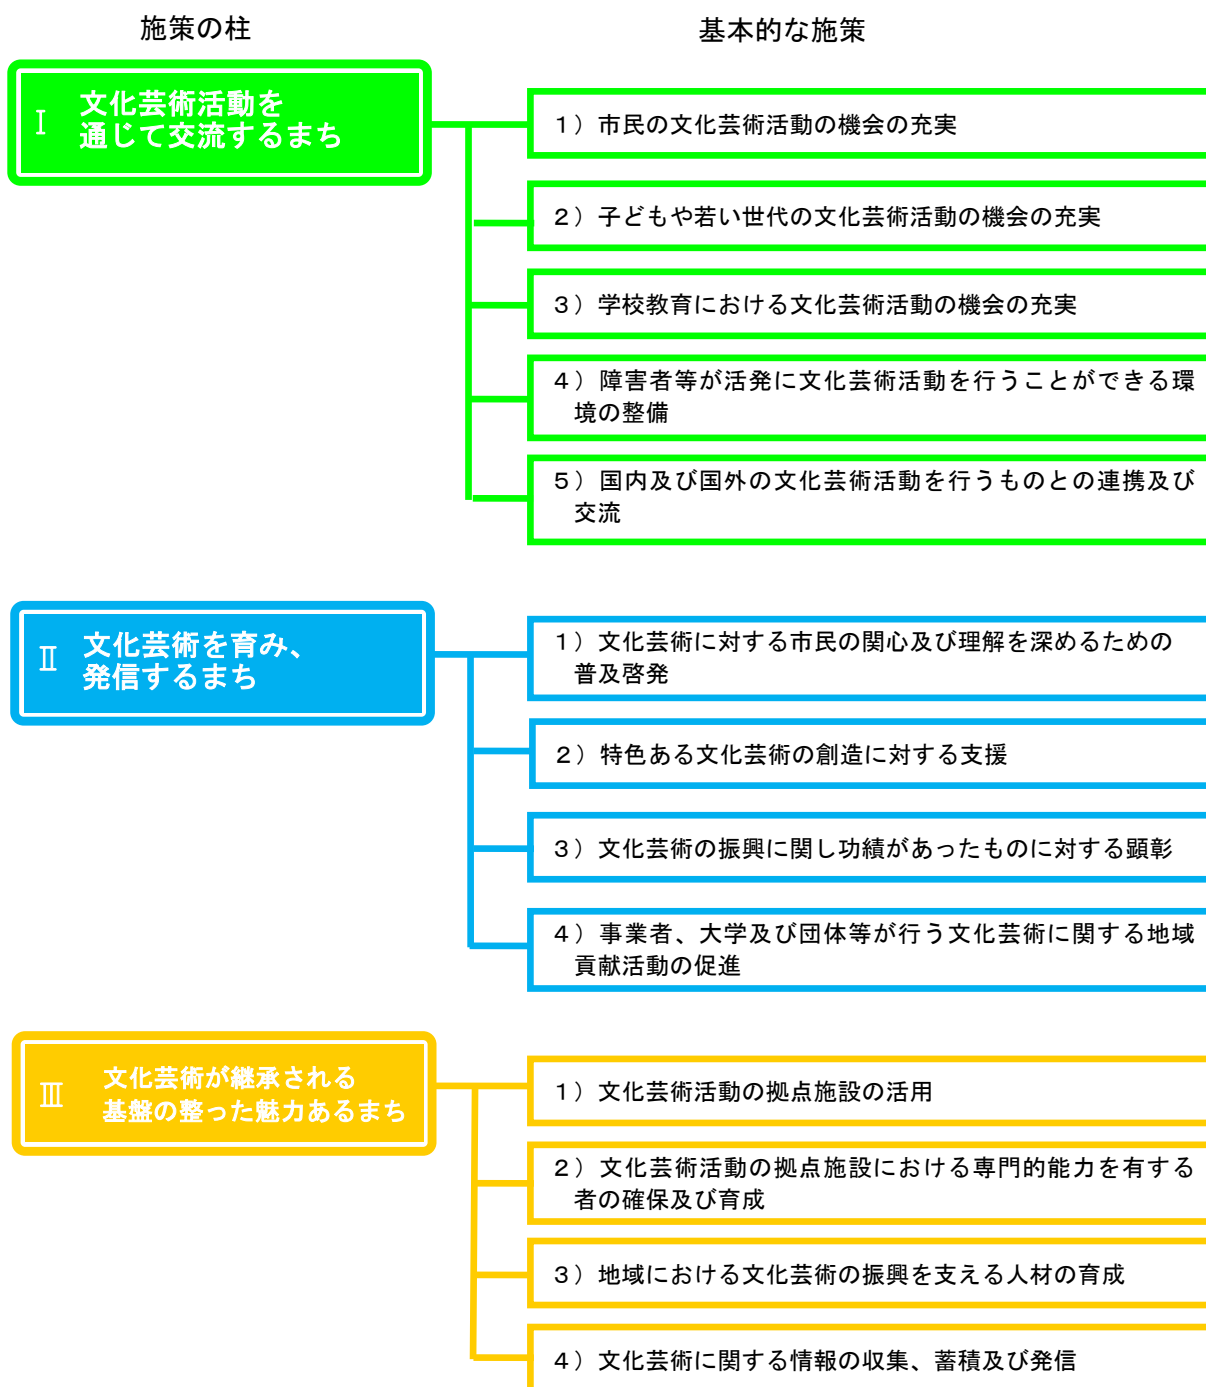 施策の柱
基本的な施策
Ⅰ 文化芸術活動を
通じて交流するまち
１）市民の文化芸術活動の機会の充実
２）子どもや若い世代の文化芸術活動の機会の充実
３）学校教育における文化芸術活動の機会の充実
４）障害者等が活発に文化芸術活動を行うことができる環
境の整備
５）国内及び国外の文化芸術活動を行うものとの連携及び
交流
Ⅱ 文化芸術を育み、
発信するまち
１）文化芸術に対する市民の関心及び理解を深めるための
普及啓発
２）特色ある文化芸術の創造に対する支援
３）文化芸術の振興に関し功績があったものに対する顕彰
４）事業者、大学及び団体等が行う文化芸術に関する地域
貢献活動の促進
Ⅲ 文化芸術が継承される
基盤の整った魅力あるまち
１）文化芸術活動の拠点施設の活用
２）文化芸術活動の拠点施設における専門的能力を有する
者の確保及び育成
３）地域における文化芸術の振興を支える人材の育成
４）文化芸術に関する情報の収集、蓄積及び発信